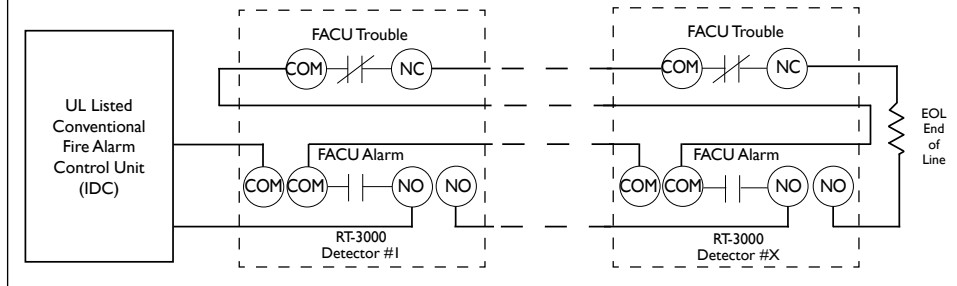 UL Listed
Conventional
Fire Alarm
Control Unit
(IDC)
FACU Trouble
COM NC
FACU Alarm
COM COM NO NO
RT-3000
Detector #1
FACU Trouble
COM NC
FACU Alarm
COM COM NO NO
RT-3000
Detector #X
EOL
End
of
Line